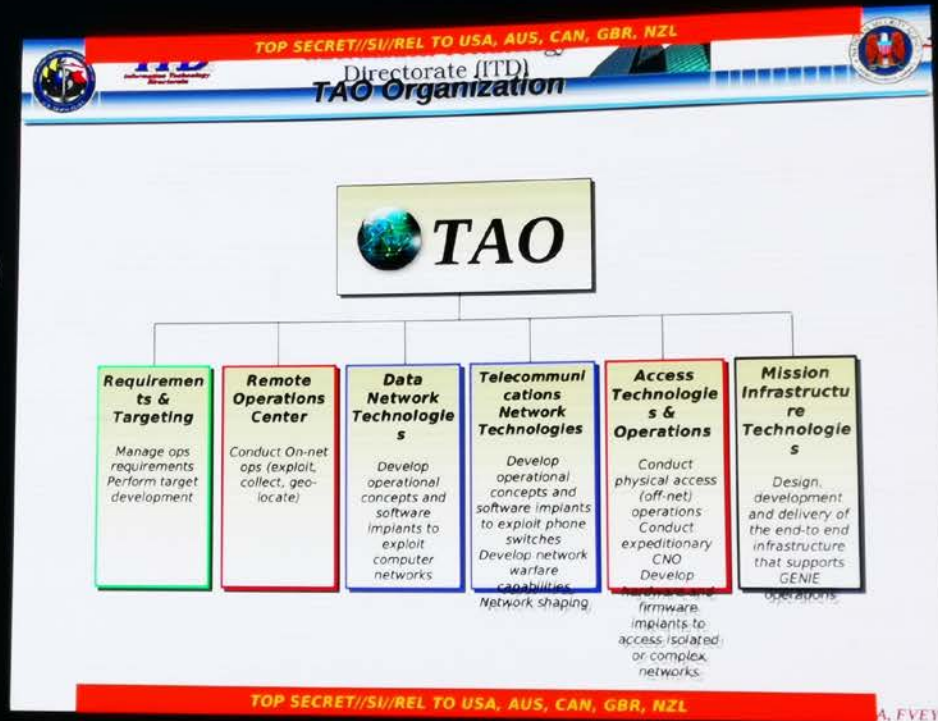 TOP SECRET//SI//REL TO USA, AUS, CAN, GBR, NZL
Information Technology
Directorate
Directorate (ITD)
TAO Organization
TAO
Requiremen
ts &
Targeting
Manage ops
requirements
Perform target
development
Remote
Operations
Center
Conduct On-net
ops (exploit,
collect, geo-
locate)
Data
Network
Technologie
s
Develop
operational
concepts and
software
implants to
exploit
computer
networks
Telecommuni
cations
Network
Technologies
Develop
operational
concepts and
software implants
to exploit phone
switches
Develop network
warfare
capabilities
Network shaping
Access
Technologie
s &
Operations
Conduct
physical access
(off-net)
operations
Conduct
expeditionary
CNO
Develop
hardware and
firmware
implants to
access isolated
or complex
networks
Mission
Infrastructu
re
Technologie
s
Design,
development
and delivery of
the end-to end
infrastructure
that supports
GENIE
operations
TOP SECRET//SI//REL TO USA, AUS, CAN, GBR, NZL
A, FVEY